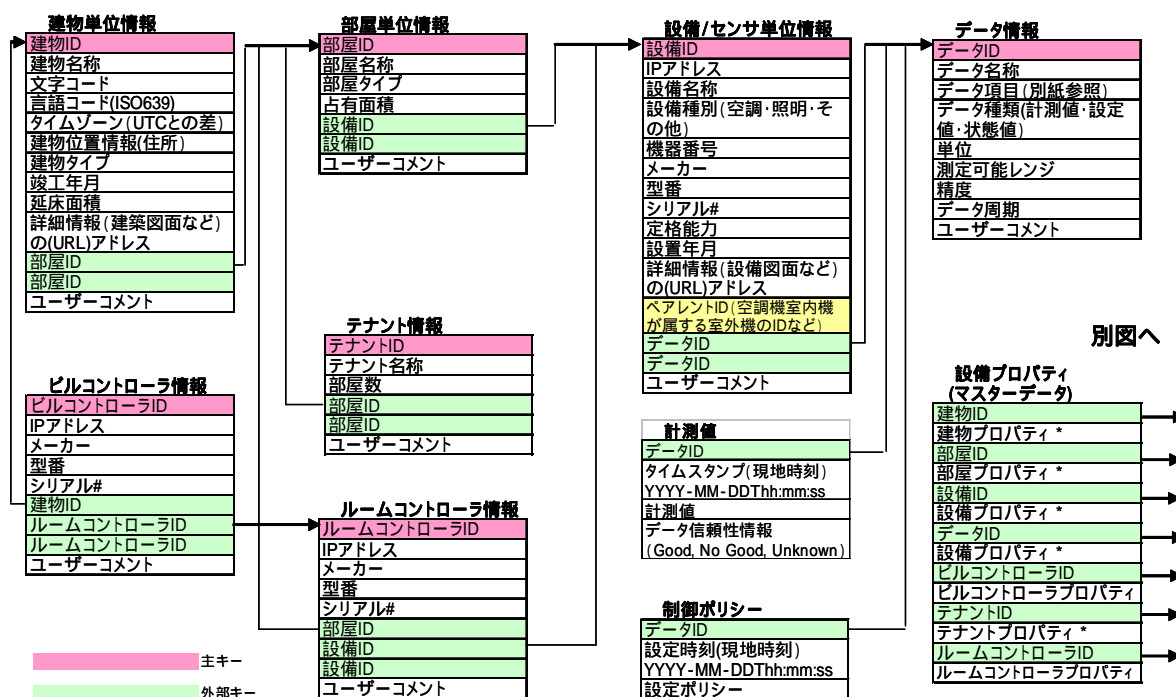 建物単位情報
建物ID
建物名称
文字コード
言語コード(ISO639)
タイムゾーン(UTCとの差)
建物位置情報(住所)
建物タイプ
竣工年月
延床面積
詳細情報(建築図面など)
の(URL)アドレス
部屋ID
部屋ID
ユーザーコメント
部屋単位情報
部屋ID
部屋名称
部屋タイプ
占有面積
設備ID
設備ID
ユーザーコメント
設備/センサ単位情報
設備ID
IPアドレス
設備名称
設備種別(空調・照明・そ
の他)
機器番号
メーカー
型番
シリアル#
定格能力
設置年月
詳細情報(設備図面など)
の(URL)アドレス
ペアレントID(空調機室内機
が属する室外機のIDなど)
データID
データID
ユーザーコメント
データ情報
データID
データ名称
データ項目(別紙参照)
データ種類(計測値・設定
値・状態値)
単位
測定可能レンジ
精度
データ周期
ユーザーコメント
テナント情報
テナントID
テナント名称
部屋数
部屋ID
部屋ID
ユーザーコメント
ビルコントローラ情報
ビルコントローラID
IPアドレス
メーカー
型番
シリアル#
建物ID
ルームコントローラID
ルームコントローラID
ユーザーコメント
ルームコントローラ情報
ルームコントローラID
IPアドレス
メーカー
型番
シリアル#
部屋ID
設備ID
設備ID
ユーザーコメント
計測値
データID
タイムスタンプ(現地時刻)
YYYY-MM-DDThh:mm:ss
計測値
データ信頼性情報
(Good, No Good, Unknown)
制御ポリシー
データID
設定時刻(現地時刻)
YYYY-MM-DDThh:mm:ss
設定ポリシー
別図へ
設備プロパティ
(マスターデータ)
建物ID
建物プロパティ *
部屋ID
部屋プロパティ *
設備ID
設備プロパティ *
データID
設備プロパティ *
ビルコントローラID
ビルコントローラプロパティ
テナントID
テナントプロパティ *
ルームコントローラID
ルームコントローラプロパティ
主キー
外部キー